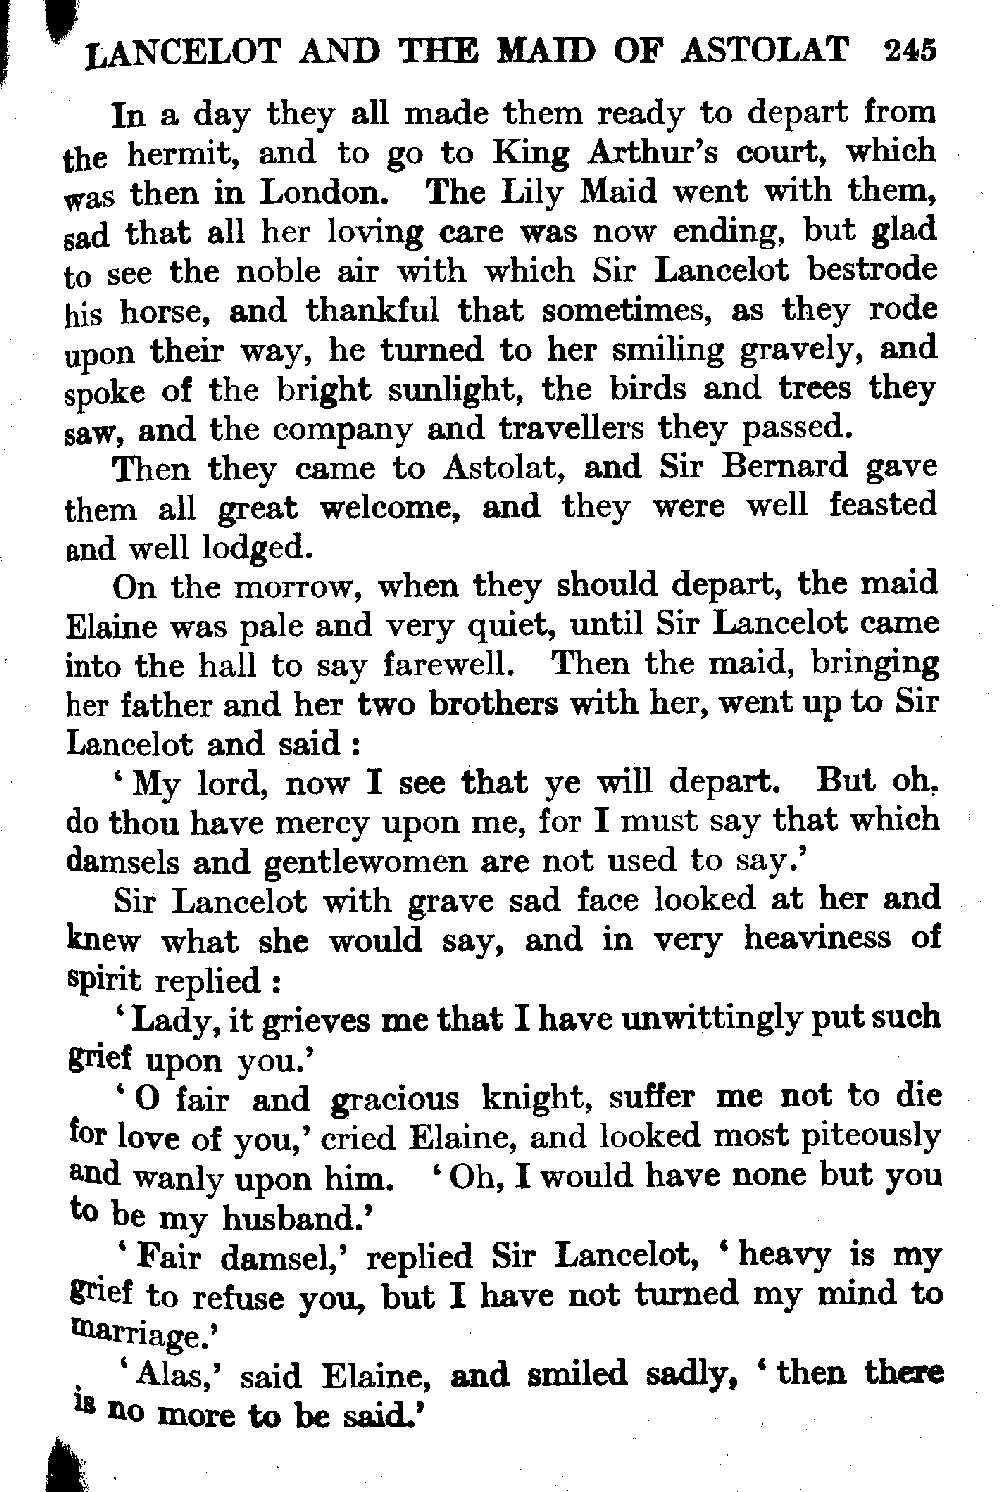 LANCELOT AND THE MAID OF ASTOLAT 245
In a day they all made them ready to depart from
the hermit, and to go to King Arthur's court, which
was then in London. The Lily Maid went with them,
sad that all her loving care was now ending, but glad
to see the noble air with which Sir Lancelot bestrode
his horse, and thankful that sometimes, as they rode
upon their way, he turned to her smiling gravely, and
spoke of the bright sunlight, the birds and trees they
saw, and the company and travellers they passed.
Then they came to Astolat, and Sir Bernard gave
them all great welcome, and they were well feasted
and well lodged.
On the morrow, when they should depart, the maid
Elaine was pale and very quiet, until Sir Lancelot came
into the hall to say farewell. Then the maid, bringing
her father and her two brothers with her, went up to Sir
Lancelot and said :
‘ My lord, now I see that ye will depart. But oh,
do thou have mercy upon me, for I must say that which
damsels and gentlewomen are not used to say.’
Sir Lancelot with grave sad face looked at her and
knew what she would say, and in very heaviness of
spirit replied :
‘ Lady, it grieves me that I have unwittingly put such
grief upon you.’
‘ O fair and gracious knight, suffer me not to die
for love of you,’ cried Elaine, and looked most piteously
and wanly upon him. ‘ Oh, I would have none but you
to be my husband.’
‘ Fair damsel,’ replied Sir Lancelot, ‘ heavy is my
grief to refuse you, but I have not turned my mind to
marriage.’
‘ Alas,’ said Elaine, and smiled sadly, ‘ then there
is no more to be said.’